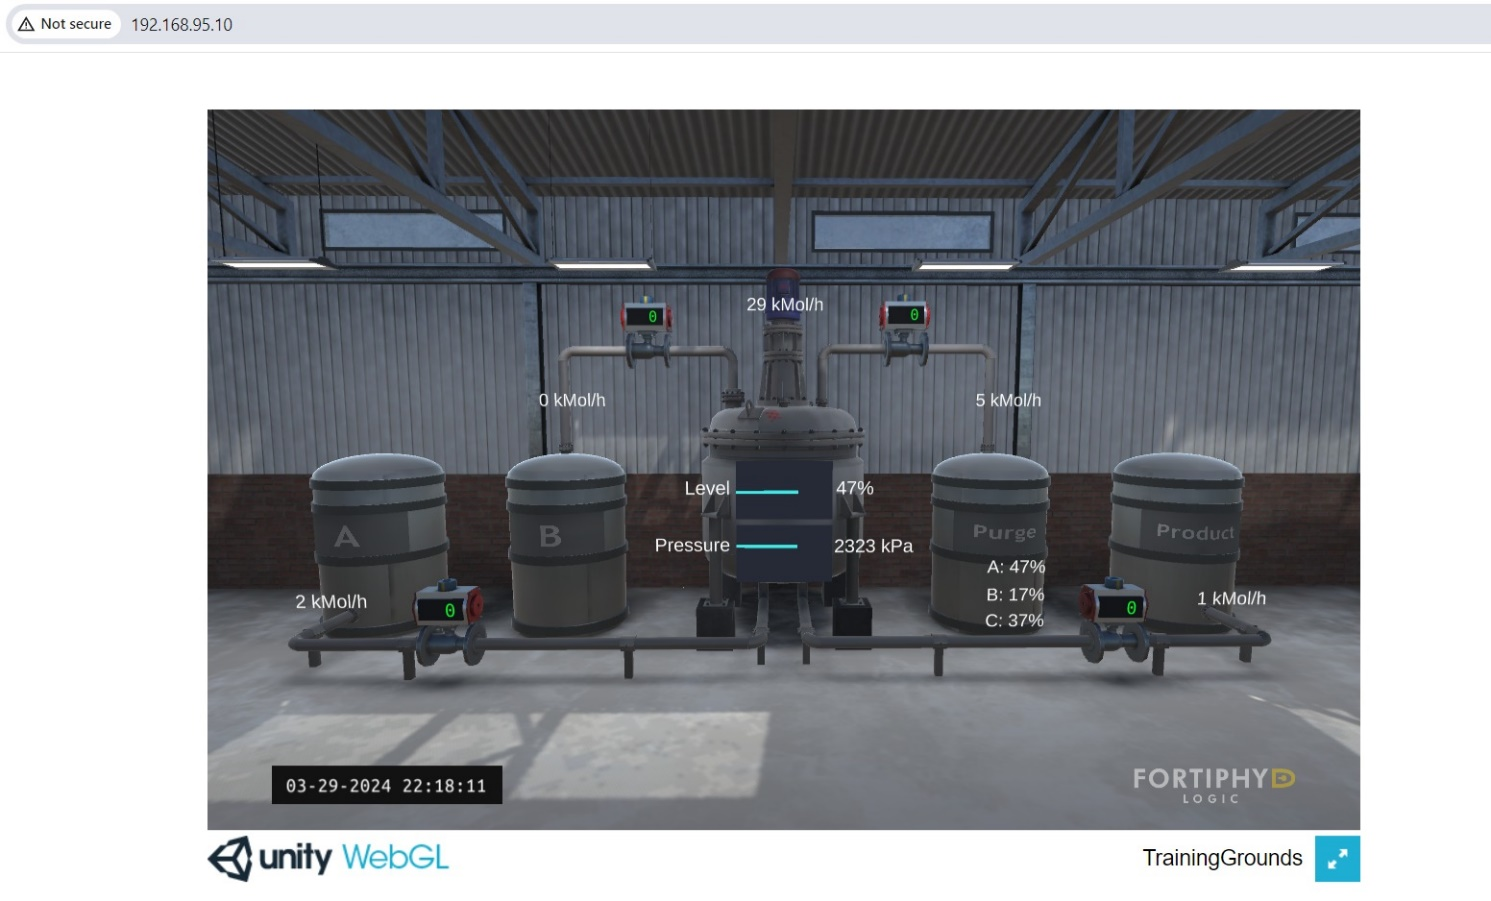 Not secure 192.168.95.10
29 kMol/h
0
0
0 kMol/h
5 kMol/h
Level 47%
Pressure 2323 kPa
A
B
Purge
Product
A: 47%
B: 17%
C: 37%
2 kMol/h
0
0
1 kMol/h
03-29-2024 22:18:11
FORTIPHYD
LOGIC
unity WebGL
TrainingGrounds